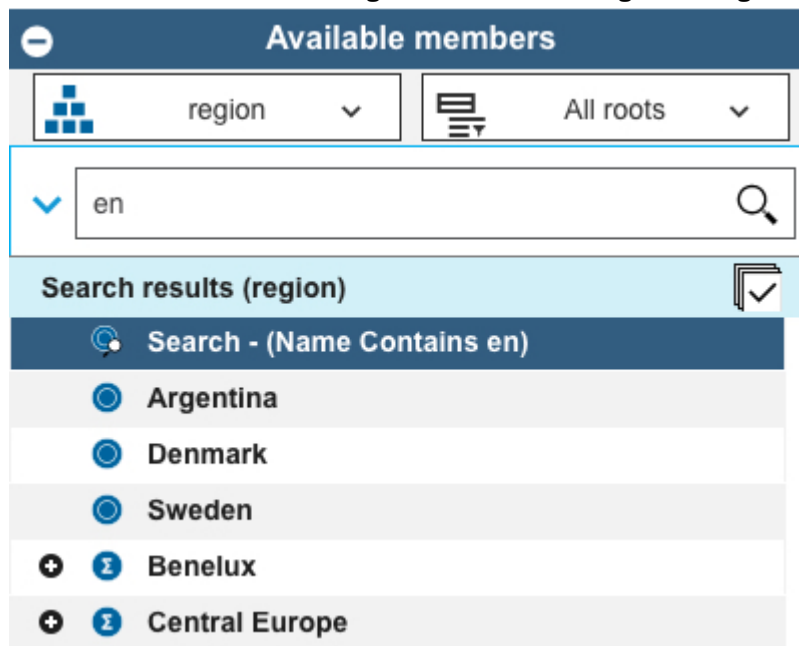 Available members
region All roots
en
Search results (region)
Search - (Name Contains en)
Argentina
Denmark
Sweden
Benelux
Central Europe